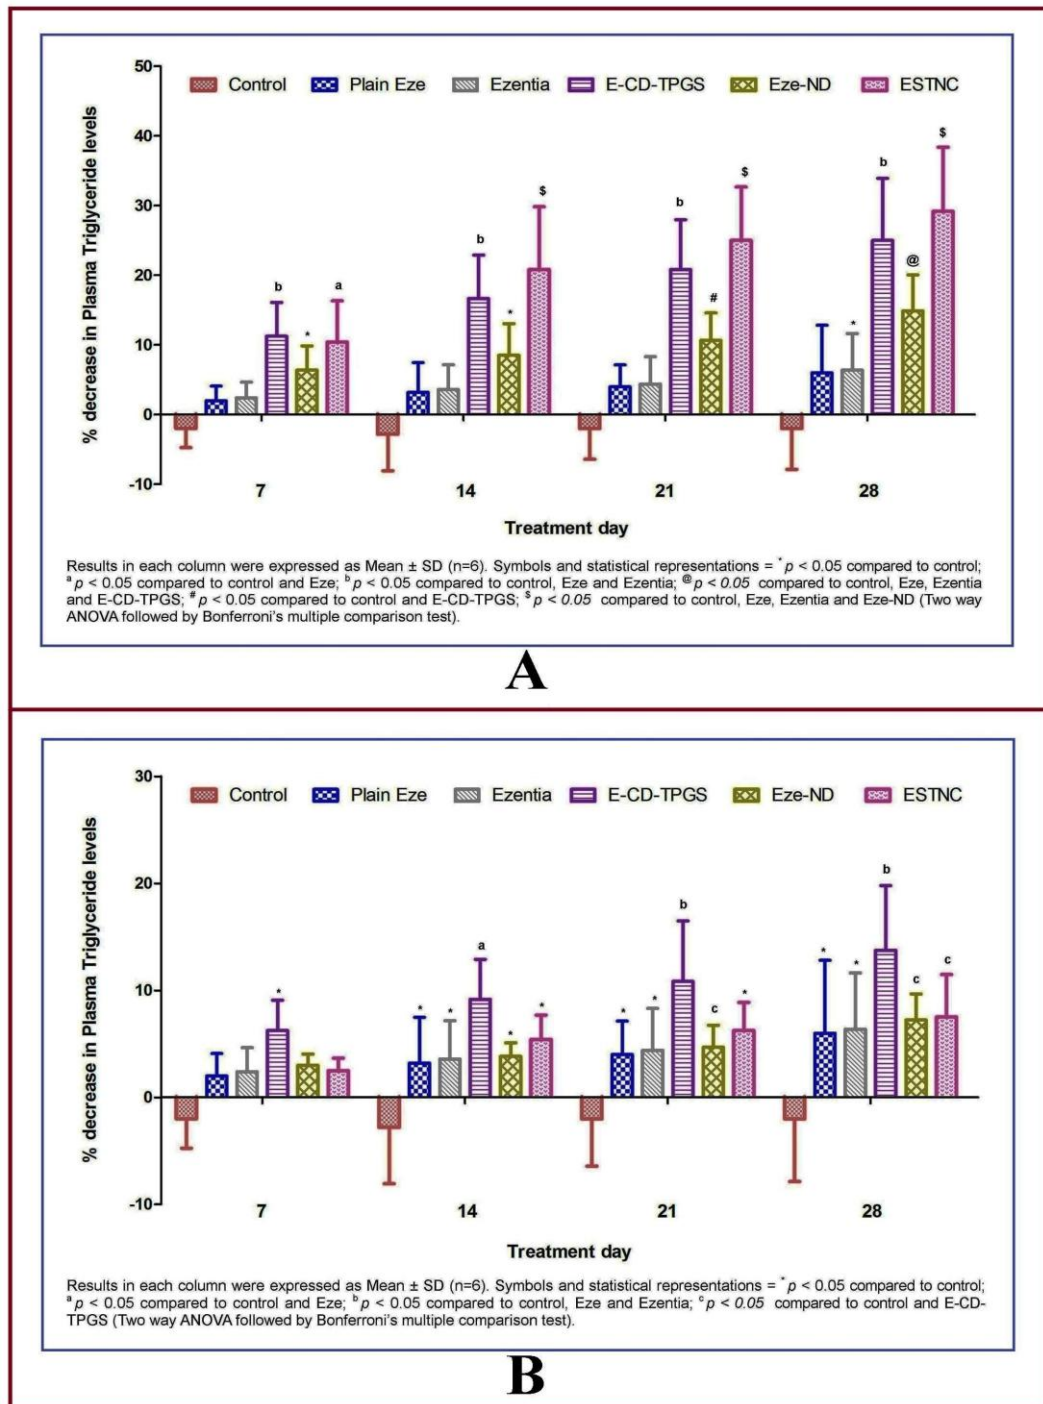 50
Control Plain Eze Ezentia E-CD-TPGS Eze-ND ESTNC
40
30
20
10
0
-10
% decrease in Plasma Triglyceride levels
b * a
b * $
b # $
* b @ $
7 14 21 28
Treatment day
Results in each column were expressed as Mean ± SD (n=6). Symbols and statistical representations = * p < 0.05 compared to control;
a p < 0.05 compared to control and Eze; b p < 0.05 compared to control, Eze and Ezentia; @ p < 0.05 compared to control, Eze, Ezentia
and E-CD-TPGS; # p < 0.05 compared to control and E-CD-TPGS; $ p < 0.05 compared to control, Eze, Ezentia and Eze-ND (Two way
ANOVA followed by Bonferroni's multiple comparison test).
A
30
Control Plain Eze Ezentia E-CD-TPGS Eze-ND ESTNC
20
10
0
-10
% decrease in Plasma Triglyceride levels
*
* * a * *
* * b c *
* * b c c
7 14 21 28
Treatment day
Results in each column were expressed as Mean ± SD (n=6). Symbols and statistical representations = * p < 0.05 compared to control;
a p < 0.05 compared to control and Eze; b p < 0.05 compared to control, Eze and Ezentia; c p < 0.05 compared to control and E-CD-
TPGS (Two way ANOVA followed by Bonferroni's multiple comparison test).
B